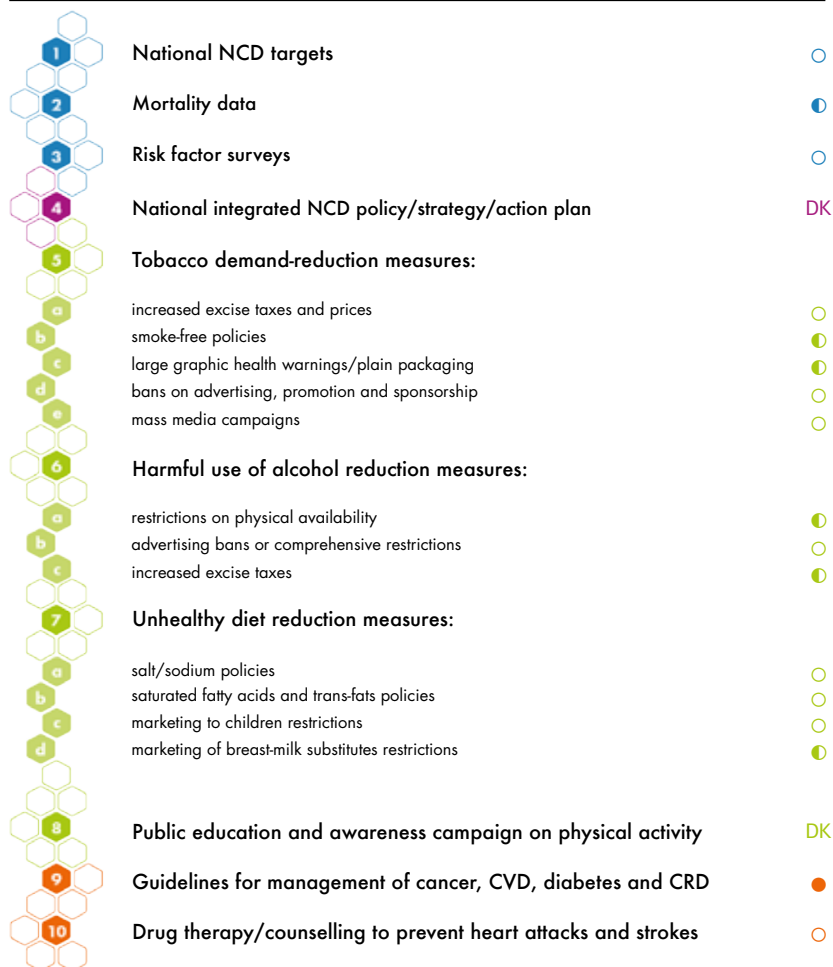 1 National NCD targets ○
2 Mortality data ◐
3 Risk factor surveys ○
4 National integrated NCD policy/strategy/action plan DK
5 Tobacco demand-reduction measures:
a increased excise taxes and prices ○
b smoke-free policies ◐
c large graphic health warnings/plain packaging ◐
d bans on advertising, promotion and sponsorship ○
e mass media campaigns ○
6 Harmful use of alcohol reduction measures:
a restrictions on physical availability ◐
b advertising bans or comprehensive restrictions ○
c increased excise taxes ◐
7 Unhealthy diet reduction measures:
a salt/sodium policies ○
b saturated fatty acids and trans-fats policies ○
c marketing to children restrictions ○
d marketing of breast-milk substitutes restrictions ◐
8 Public education and awareness campaign on physical activity DK
9 Guidelines for management of cancer, CVD, diabetes and CRD ●
10 Drug therapy/counselling to prevent heart attacks and strokes ○